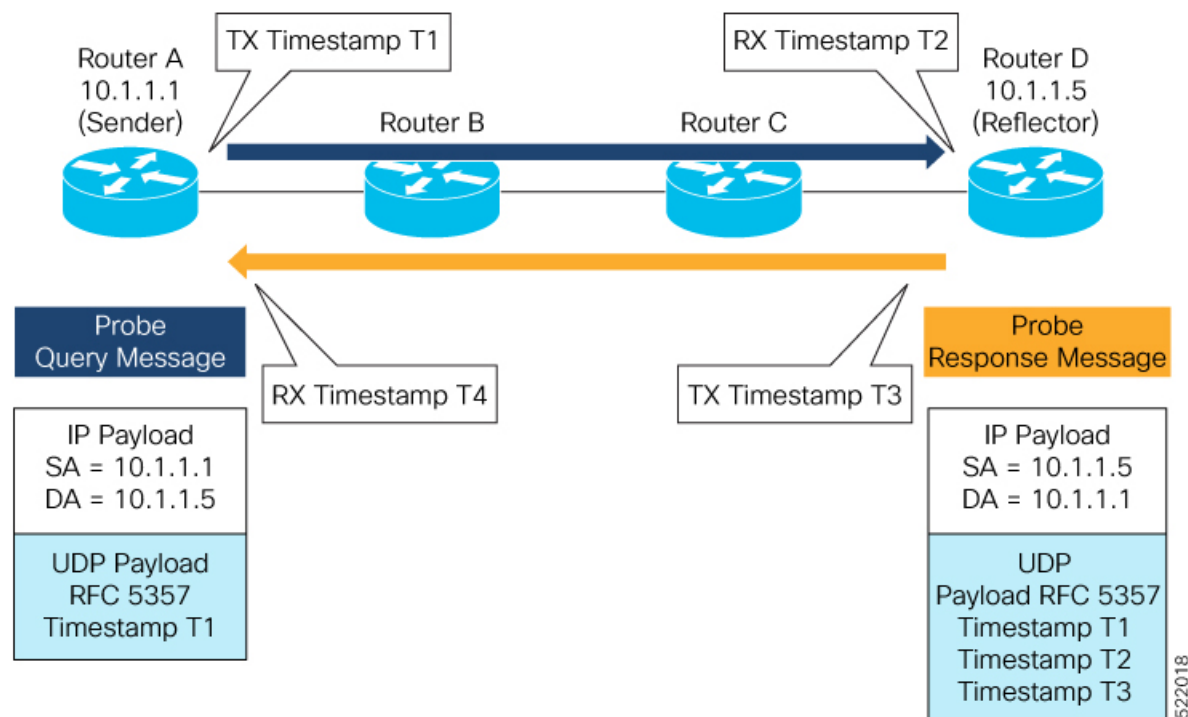 TX Timestamp T1
RX Timestamp T2
Router A
10.1.1.1
(Sender)
Router B
Router C
Router D
10.1.1.5
(Reflector)
Probe
Query Message
RX Timestamp T4
TX Timestamp T3
Probe
Response Message
IP Payload
SA = 10.1.1.1
DA = 10.1.1.5
UDP Payload
RFC 5357
Timestamp T1
IP Payload
SA = 10.1.1.5
DA = 10.1.1.1
UDP
Payload RFC 5357
Timestamp T1
Timestamp T2
Timestamp T3
522018